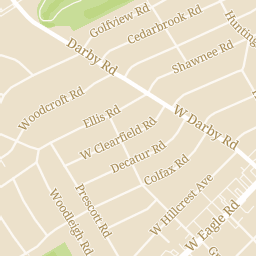 Golfview Rd
Cedarbrook Rd
Darby Rd
Shawnee Rd
Woodcroft Rd
Ellis Rd
W Darby Rd
W Clearfield Rd
Decatur Rd
Colfax Rd
W Hillcrest Ave
Prescott Rd
Woodleigh Rd
W Eagle Rd